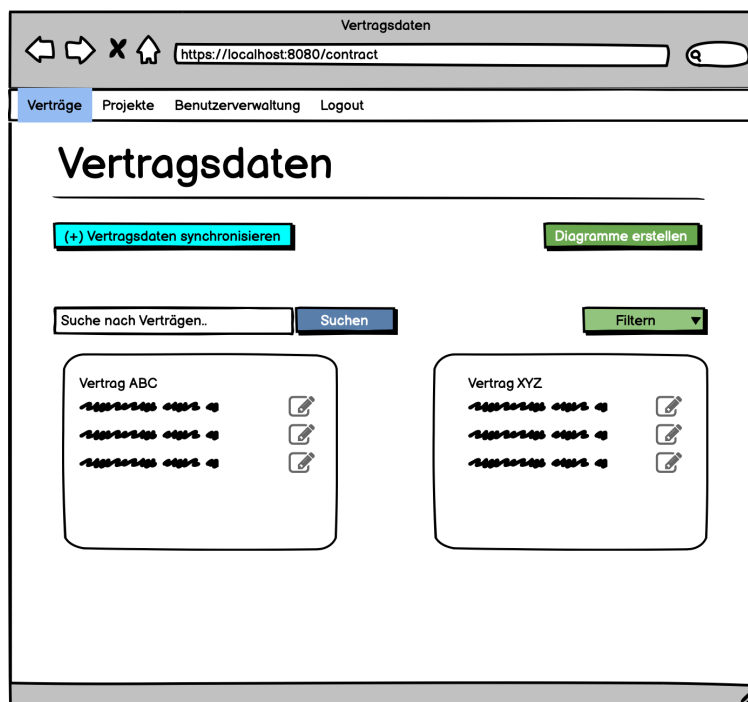 Vertragsdaten
https://localhost:8080/contract
Verträge Projekte Benutzerverwaltung Logout
Vertragsdaten
(+) Vertragsdaten synchronisieren Diagramme erstellen
Suche nach Verträgen.. Suchen Filtern
Vertrag ABC Vertrag XYZ